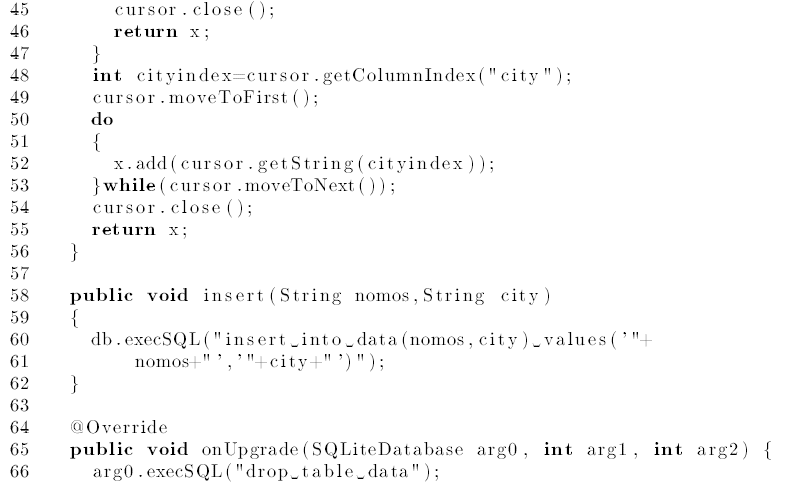 45 cursor.close();
46 return x;
47 }
48 int cityindex=cursor.getColumnIndex("city");
49 cursor.moveToFirst();
50 do
51 {
52 x.add(cursor.getString(cityindex));
53 }while(cursor.moveToNext());
54 cursor.close();
55 return x;
56 }
57
58 public void insert(String nomos,String city)
59 {
60 db.execSQL("insert␣into␣data(nomos,city)␣values('"+
61 nomos+"','"+city+"')");
62 }
63
64 @Override
65 public void onUpgrade(SQLiteDatabase arg0, int arg1, int arg2) {
66 arg0.execSQL("drop␣table␣data");